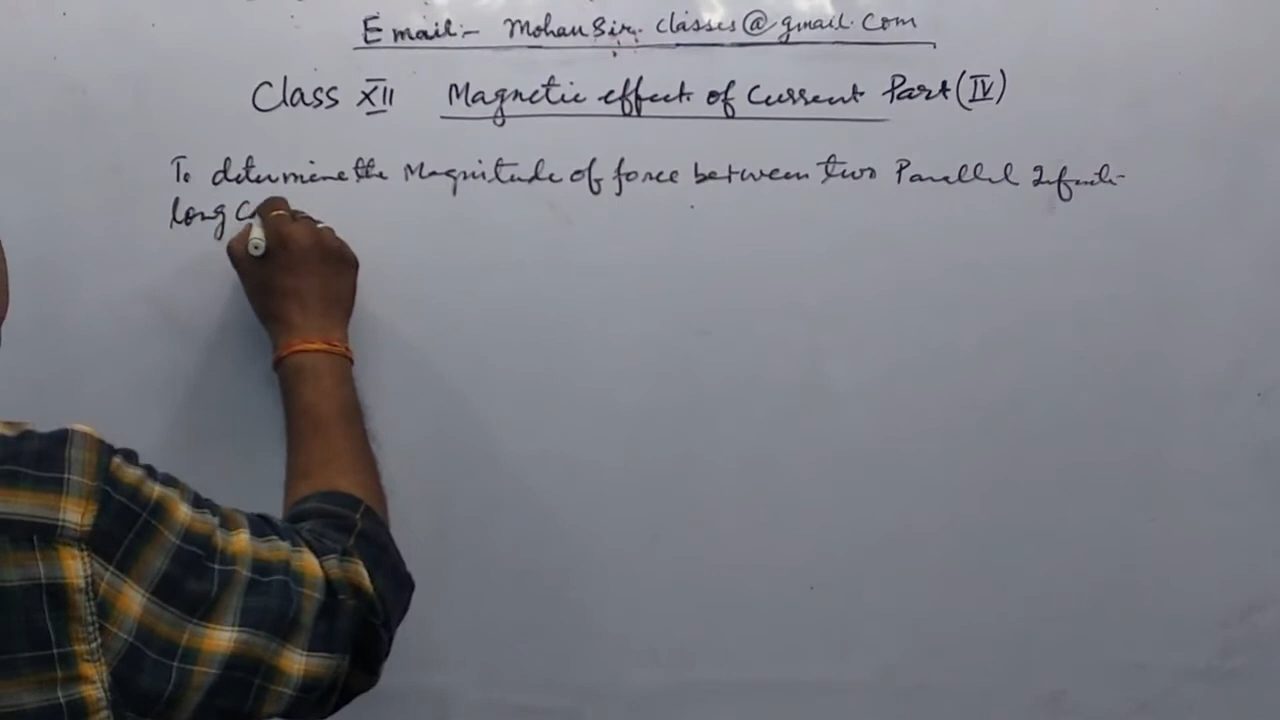 Email:- MohanSir.classes@gmail.com
Class XII Magnetic effect of Current Part (IV)
To determine the Magnitude of force between two Parallel Infinite
long